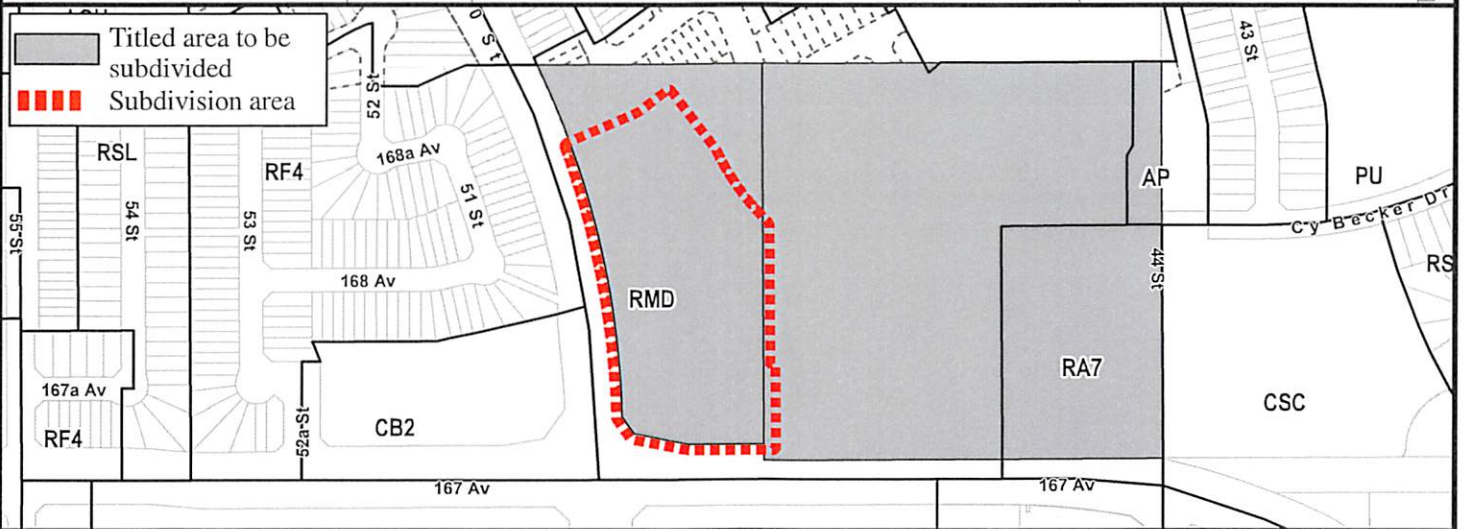 Titled area to be
subdivided
Subdivision area
52 St
43 St
RSL
168a Av
RF4
AP
PU
51 St
55 St
54 St
53 St
Cy Becker Dr
44 St
RS
168 Av
RMD
RA7
167a Av
CSC
RF4
52a St
CB2
167 Av
167 Av